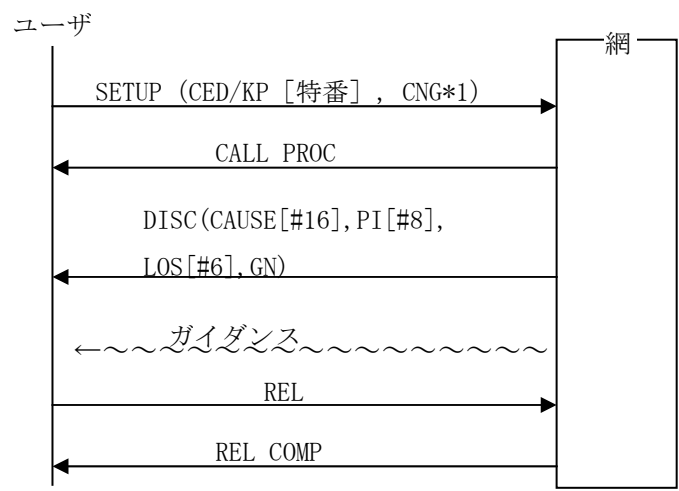 ユーザ
網
SETUP (CED/KP [特番] , CNG*1)
CALL PROC
DISC(CAUSE[#16],PI[#8],
LOS[#6],GN)
ガイダンス
←～～～～～～～～～～～～～～～～
REL
REL COMP